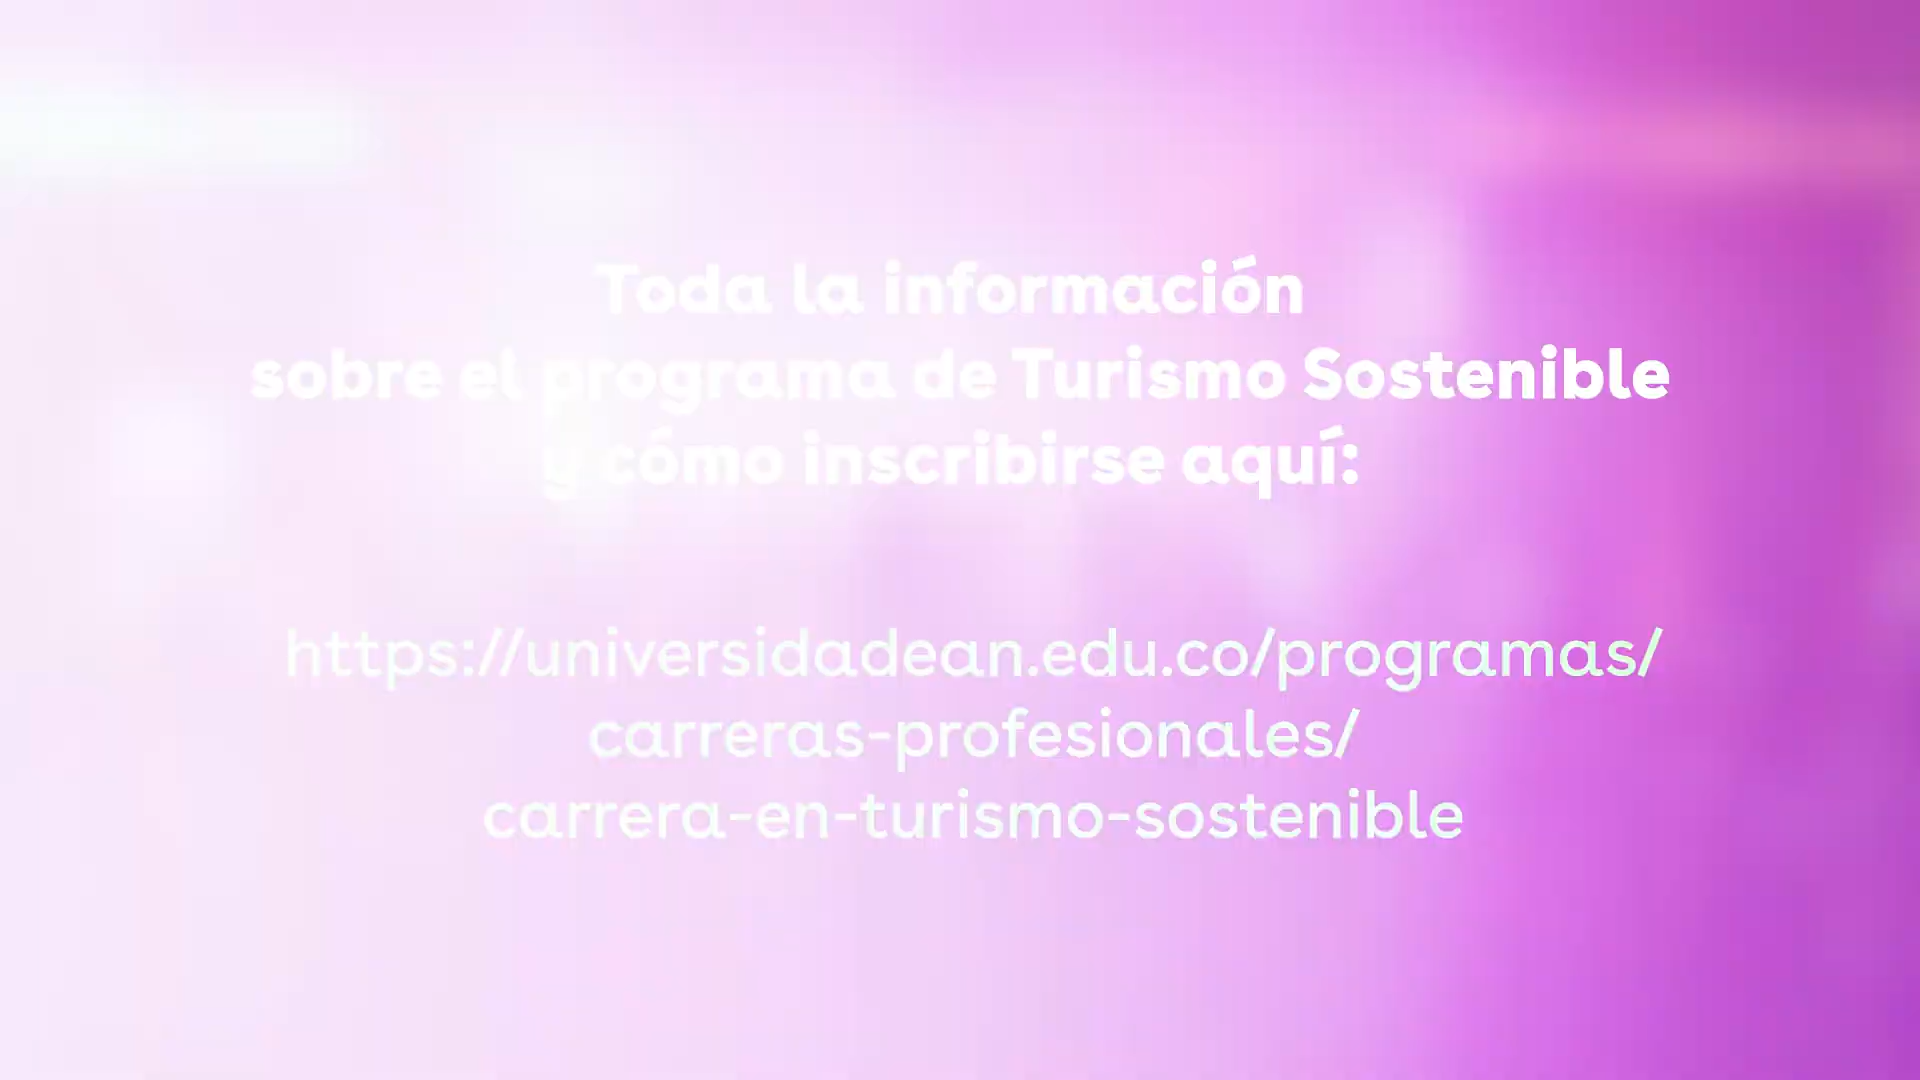 Toda la información
sobre el programa de Turismo Sostenible
y cómo inscribirse aquí:
https://universidadean.edu.co/programas/
carreras-profesionales/
carrera-en-turismo-sostenible